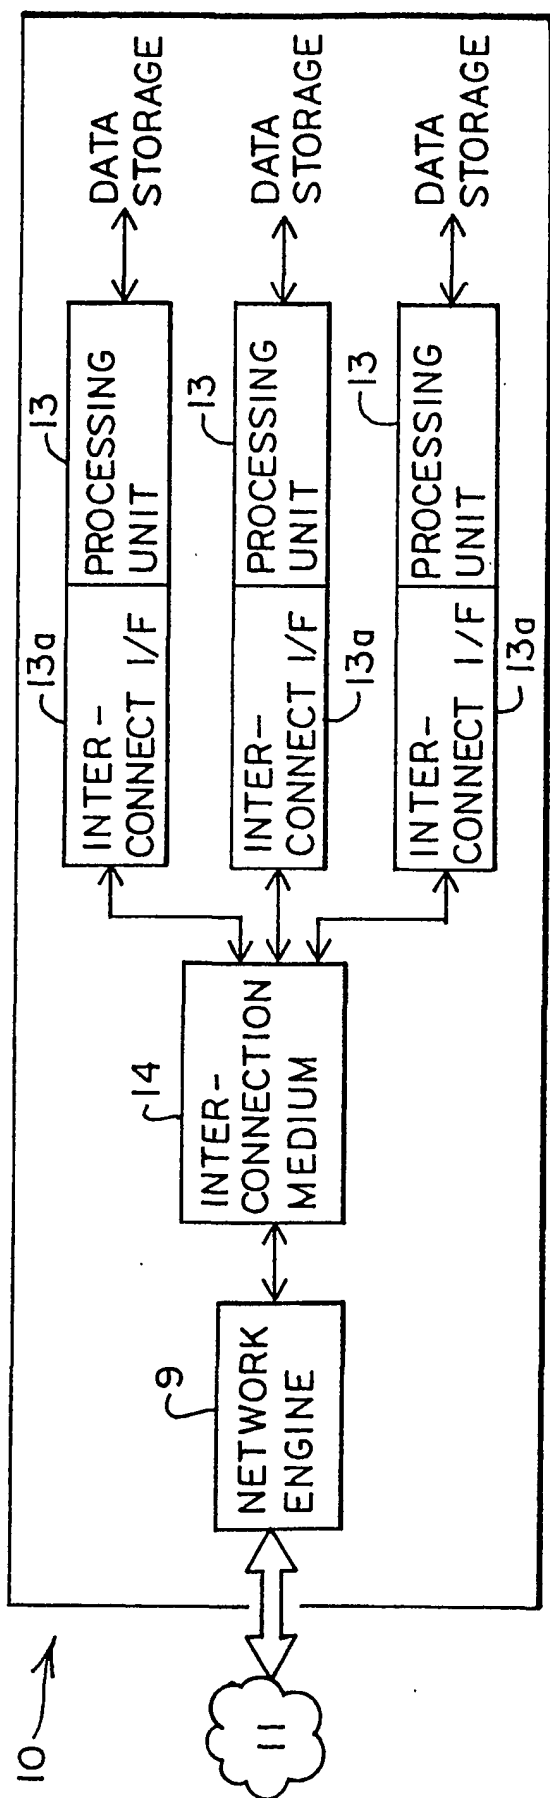 10
11
9
NETWORK
ENGINE
14
INTER-
CONNECTION
MEDIUM
13a
13
INTER-
CONNECT I/F
PROCESSING
UNIT
DATA
STORAGE
13
INTER-
CONNECT I/F
13a
PROCESSING
UNIT
DATA
STORAGE
13
INTER-
CONNECT I/F
13a
PROCESSING
UNIT
DATA
STORAGE